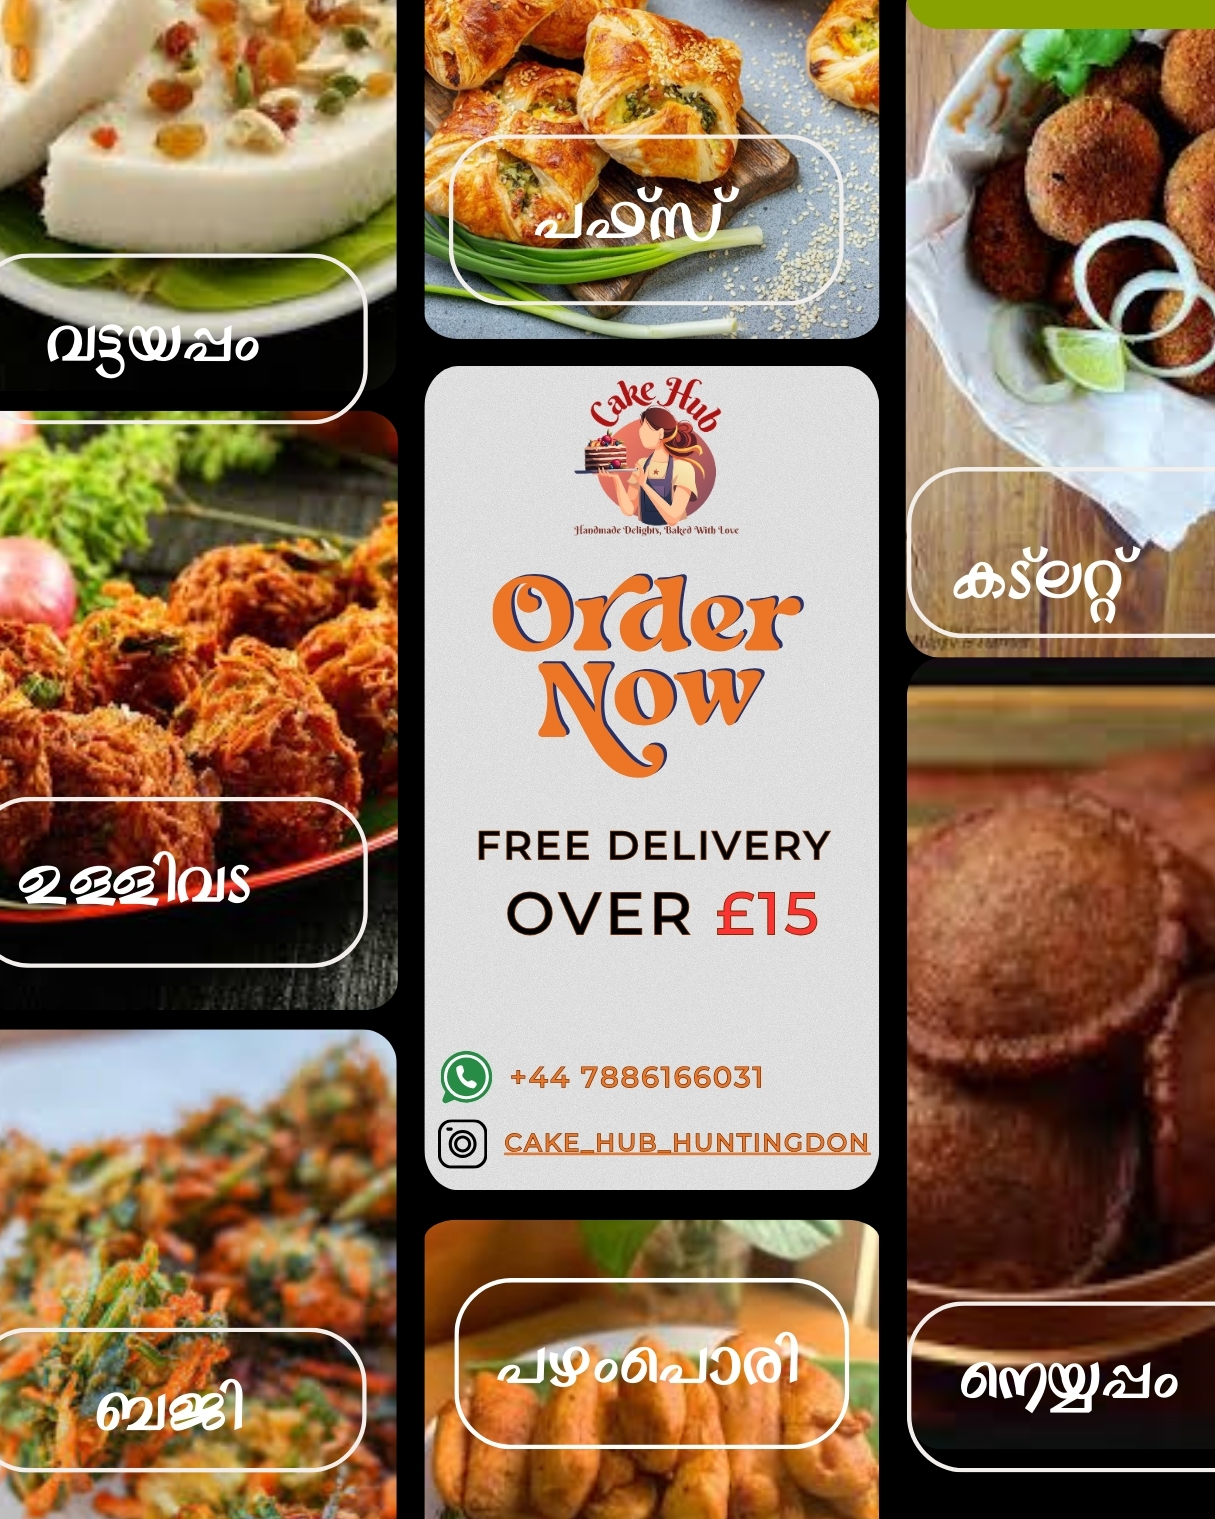 വട്ടയപ്പം
ഉള്ളിവട
ബജ്ജി
പഫ്സ്
Cake Hub
Handmade Delights, Baked With Love
Order
Now
FREE DELIVERY
OVER £15
+44 7886166031
CAKE_HUB_HUNTINGDON
പഴംപൊരി
കട്ലറ്റ്
നെയ്യപ്പം